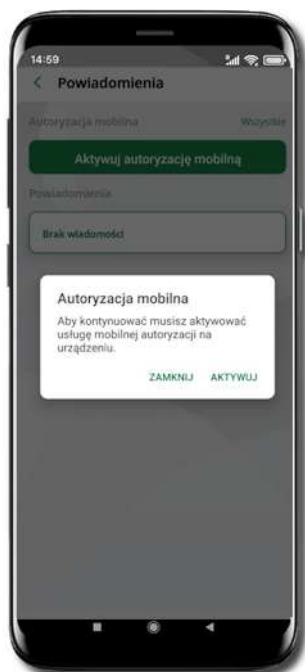 14:59
Powiadomienia
Autoryzacja mobilna Wszystkie
Aktywuj autoryzację mobilną
Powiadomienia
Brak wiadomości
Autoryzacja mobilna
Aby kontynuować musisz aktywować
usługę mobilnej autoryzacji na
urządzeniu.
ZAMKNIJ AKTYWUJ